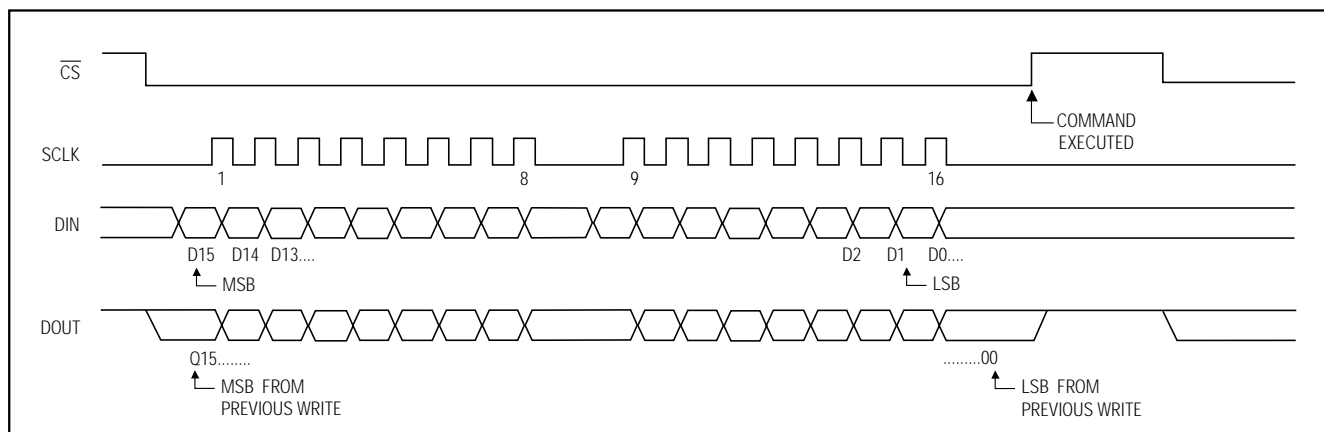 CS
COMMAND
EXECUTED
SCLK
1 8 9 16
DIN
D15 D14 D13.... D2 D1 D0....
MSB LSB
DOUT
Q15........ .........00
MSB FROM
PREVIOUS WRITE
LSB FROM
PREVIOUS WRITE